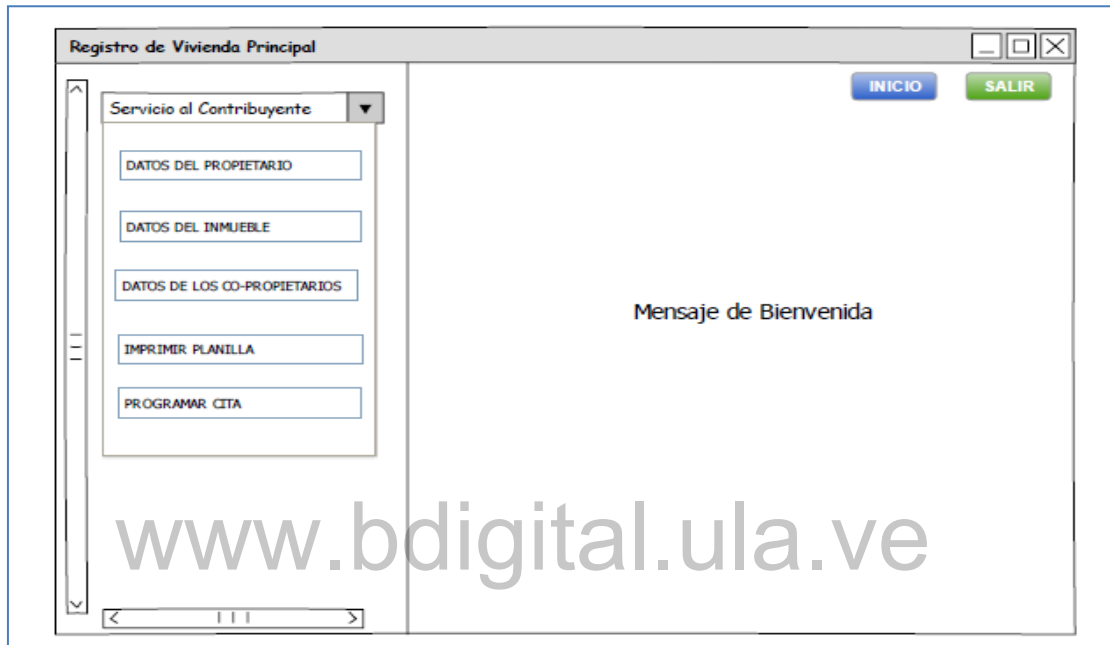 Registro de Vivienda Principal
INICIO SALIR
Servicio al Contribuyente
DATOS DEL PROPIETARIO
DATOS DEL INMUEBLE
DATOS DE LOS CO-PROPIETARIOS
IMPRIMIR PLANILLA
PROGRAMAR CITA
Mensaje de Bienvenida
www.bdigital.ula.ve